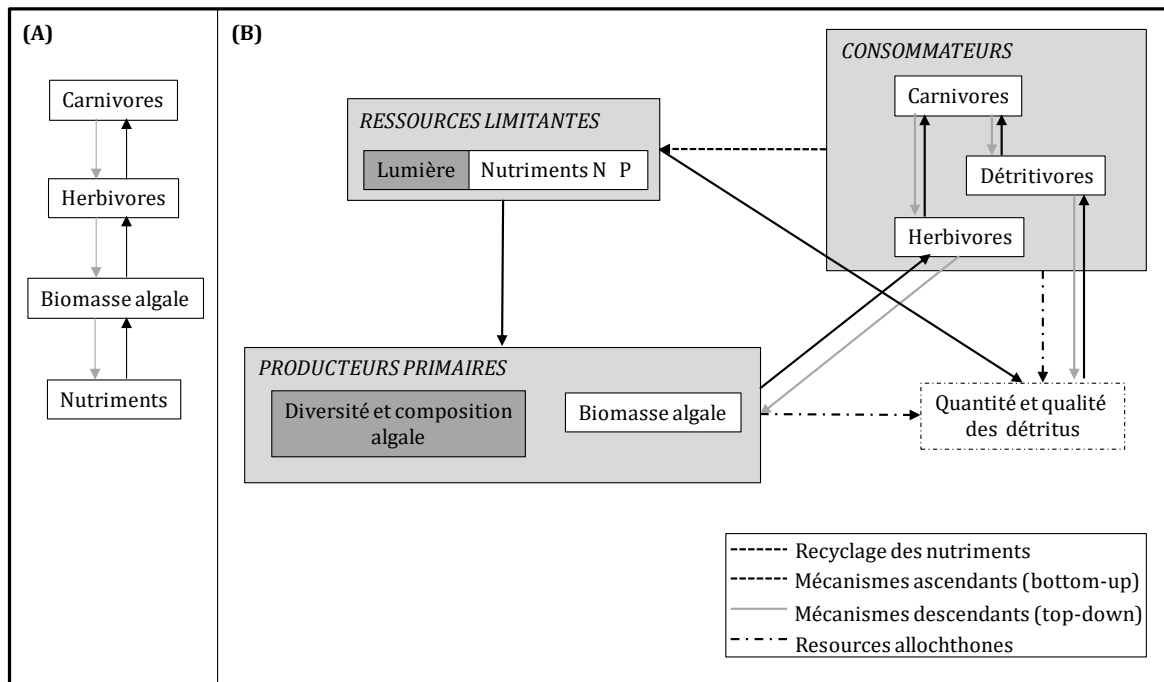 (A)
Carnivores
Herbivores
Biomasse algale
Nutriments
(B)
CONSOMMATEURS
Carnivores
Détritivores
Herbivores
RESSOURCES LIMITANTES
Lumière
Nutriments N P
PRODUCTEURS PRIMAIRES
Diversité et composition
algale
Biomasse algale
Quantité et qualité
des détritus
Recyclage des nutriments
Mécanismes ascendants (bottom-up)
Mécanismes descendants (top-down)
Resources allochthones